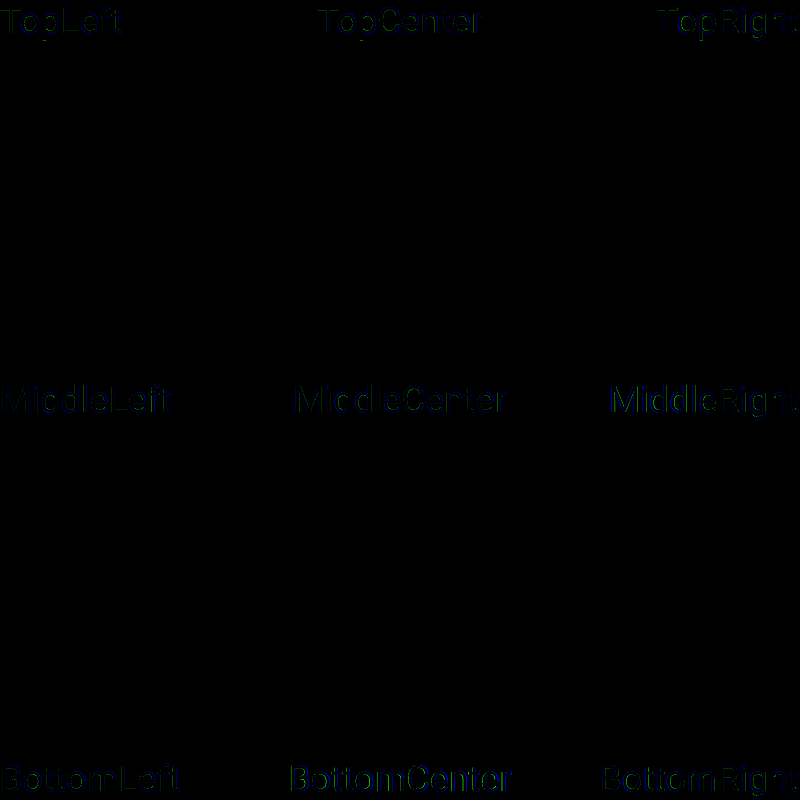 TopLeft TopCenter TopRight
MiddleLeft MiddleCenter MiddleRight
BottomLeft BottomCenter BottomRight